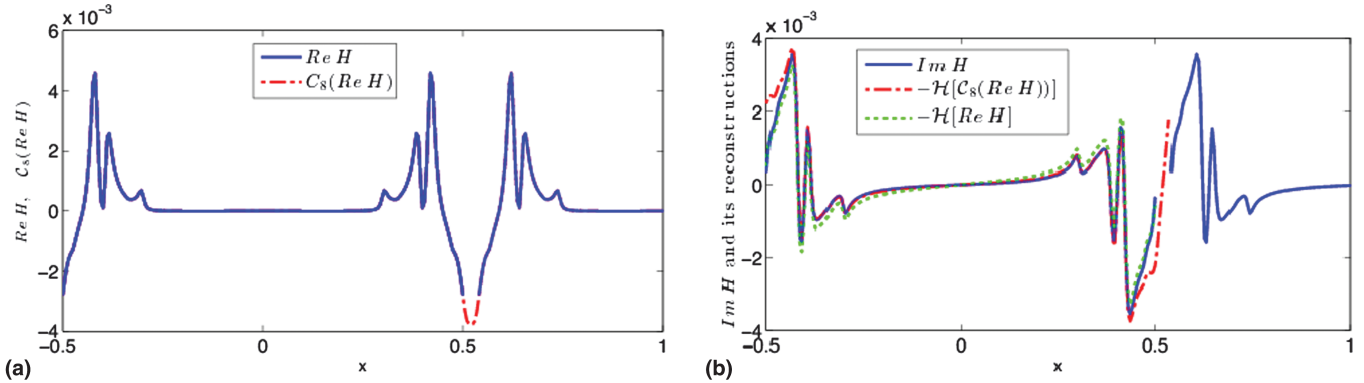 × 10⁻³
6
4
2
0
−2
−4
−0.5
0
0.5
1
x
Re H, C₈(Re H)
Re H
C₈(Re H)
(a)
× 10⁻³
4
2
0
−2
−4
−0.5
0
0.5
1
x
Im H and its reconstructions
Im H
−H[C₈(Re H))]
−H[Re H]
(b)